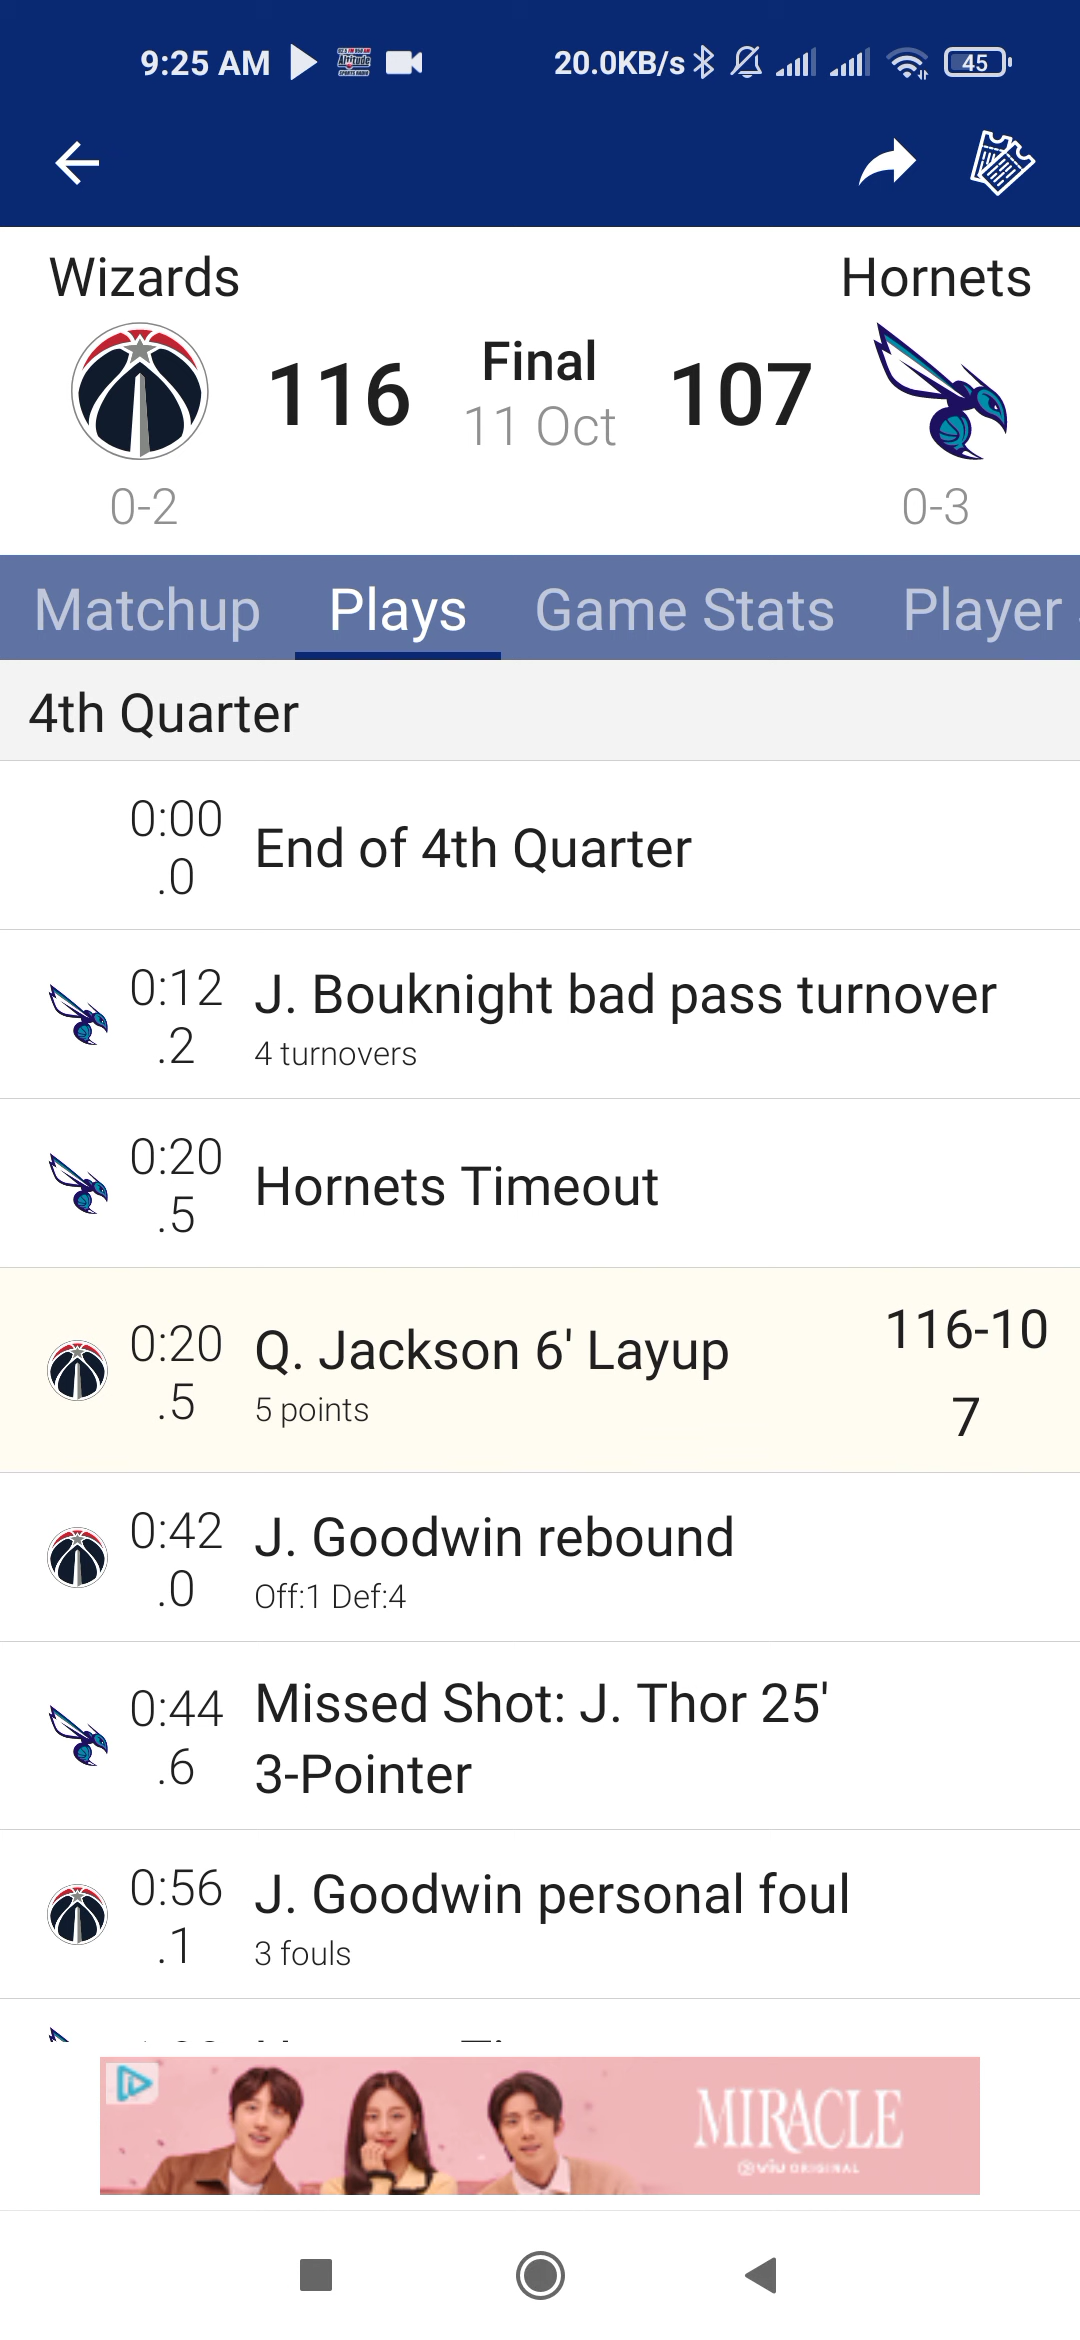 9:25 AM
20.0KB/s
45
Wizards
Hornets
116
Final
11 Oct
107
0-2
0-3
Matchup
Plays
Game Stats
Player
4th Quarter
0:00
.0
End of 4th Quarter
0:12
.2
J. Bouknight bad pass turnover
4 turnovers
0:20
.5
Hornets Timeout
0:20
.5
Q. Jackson 6' Layup
5 points
116-10
7
0:42
.0
J. Goodwin rebound
Off:1 Def:4
0:44
.6
Missed Shot: J. Thor 25'
3-Pointer
0:56
.1
J. Goodwin personal foul
3 fouls
MIRACLE
viu ORIGINAL